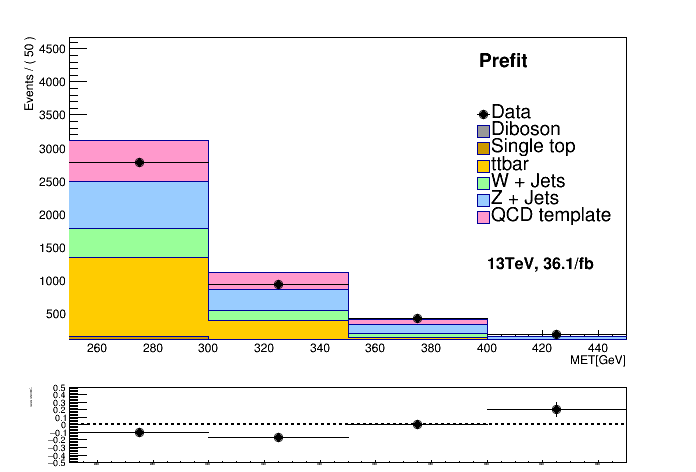 Events / ( 50 )
4500
4000
3500
3000
2500
2000
1500
1000
500
Prefit
Data
Diboson
Single top
ttbar
W + Jets
Z + Jets
QCD template
13TeV, 36.1/fb
260 280 300 320 340 360 380 400 420 440
MET[GeV]
0.5
0.4
0.3
0.2
0.1
0
−0.1
−0.2
−0.3
−0.4
−0.5